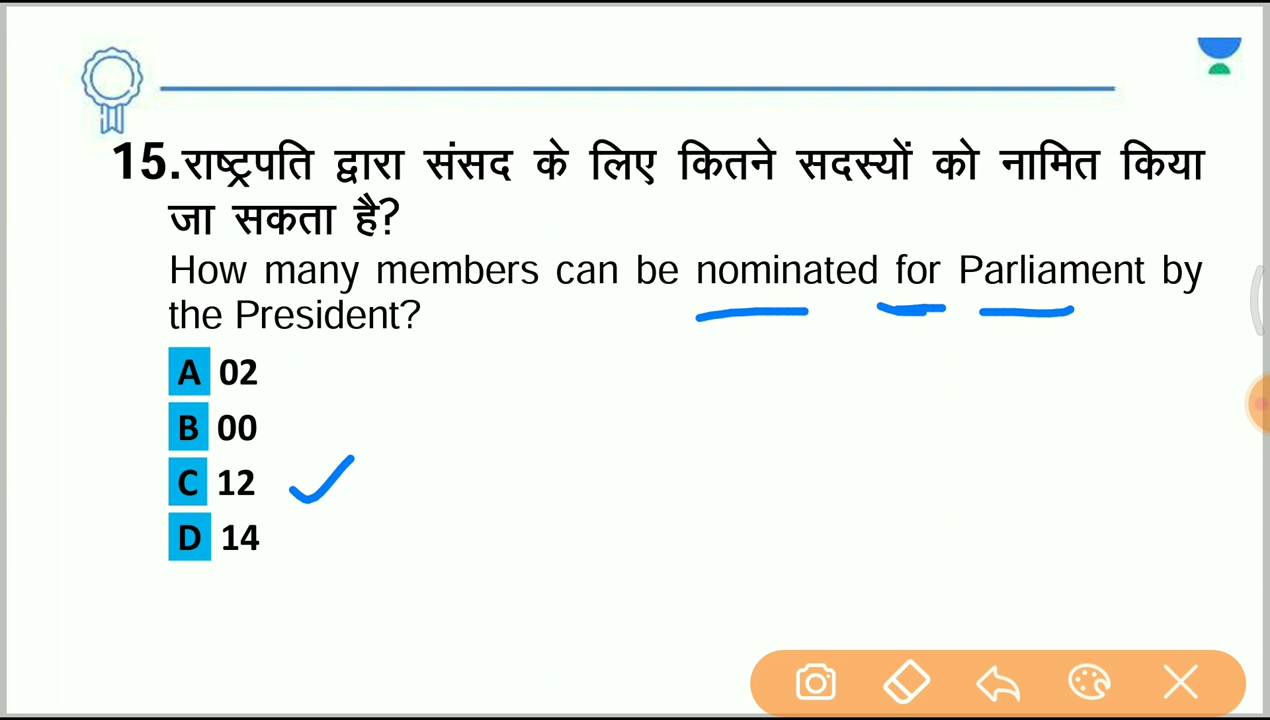 15.राष्ट्रपति द्वारा संसद के लिए कितने सदस्यों को नामित किया
जा सकता है?
How many members can be nominated for Parliament by
the President?
A 02
B 00
C 12
D 14